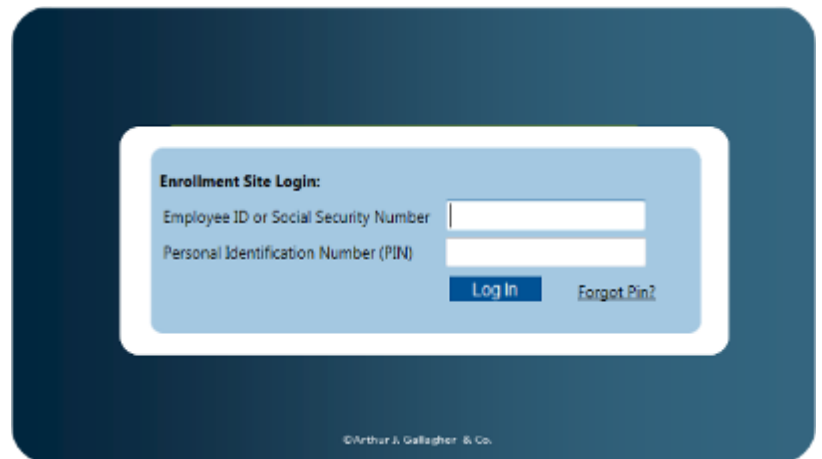 Enrollment Site Login:
Employee ID or Social Security Number
Personal Identification Number (PIN)
Log In
Forgot Pin?
©Arthur J. Gallagher & Co.